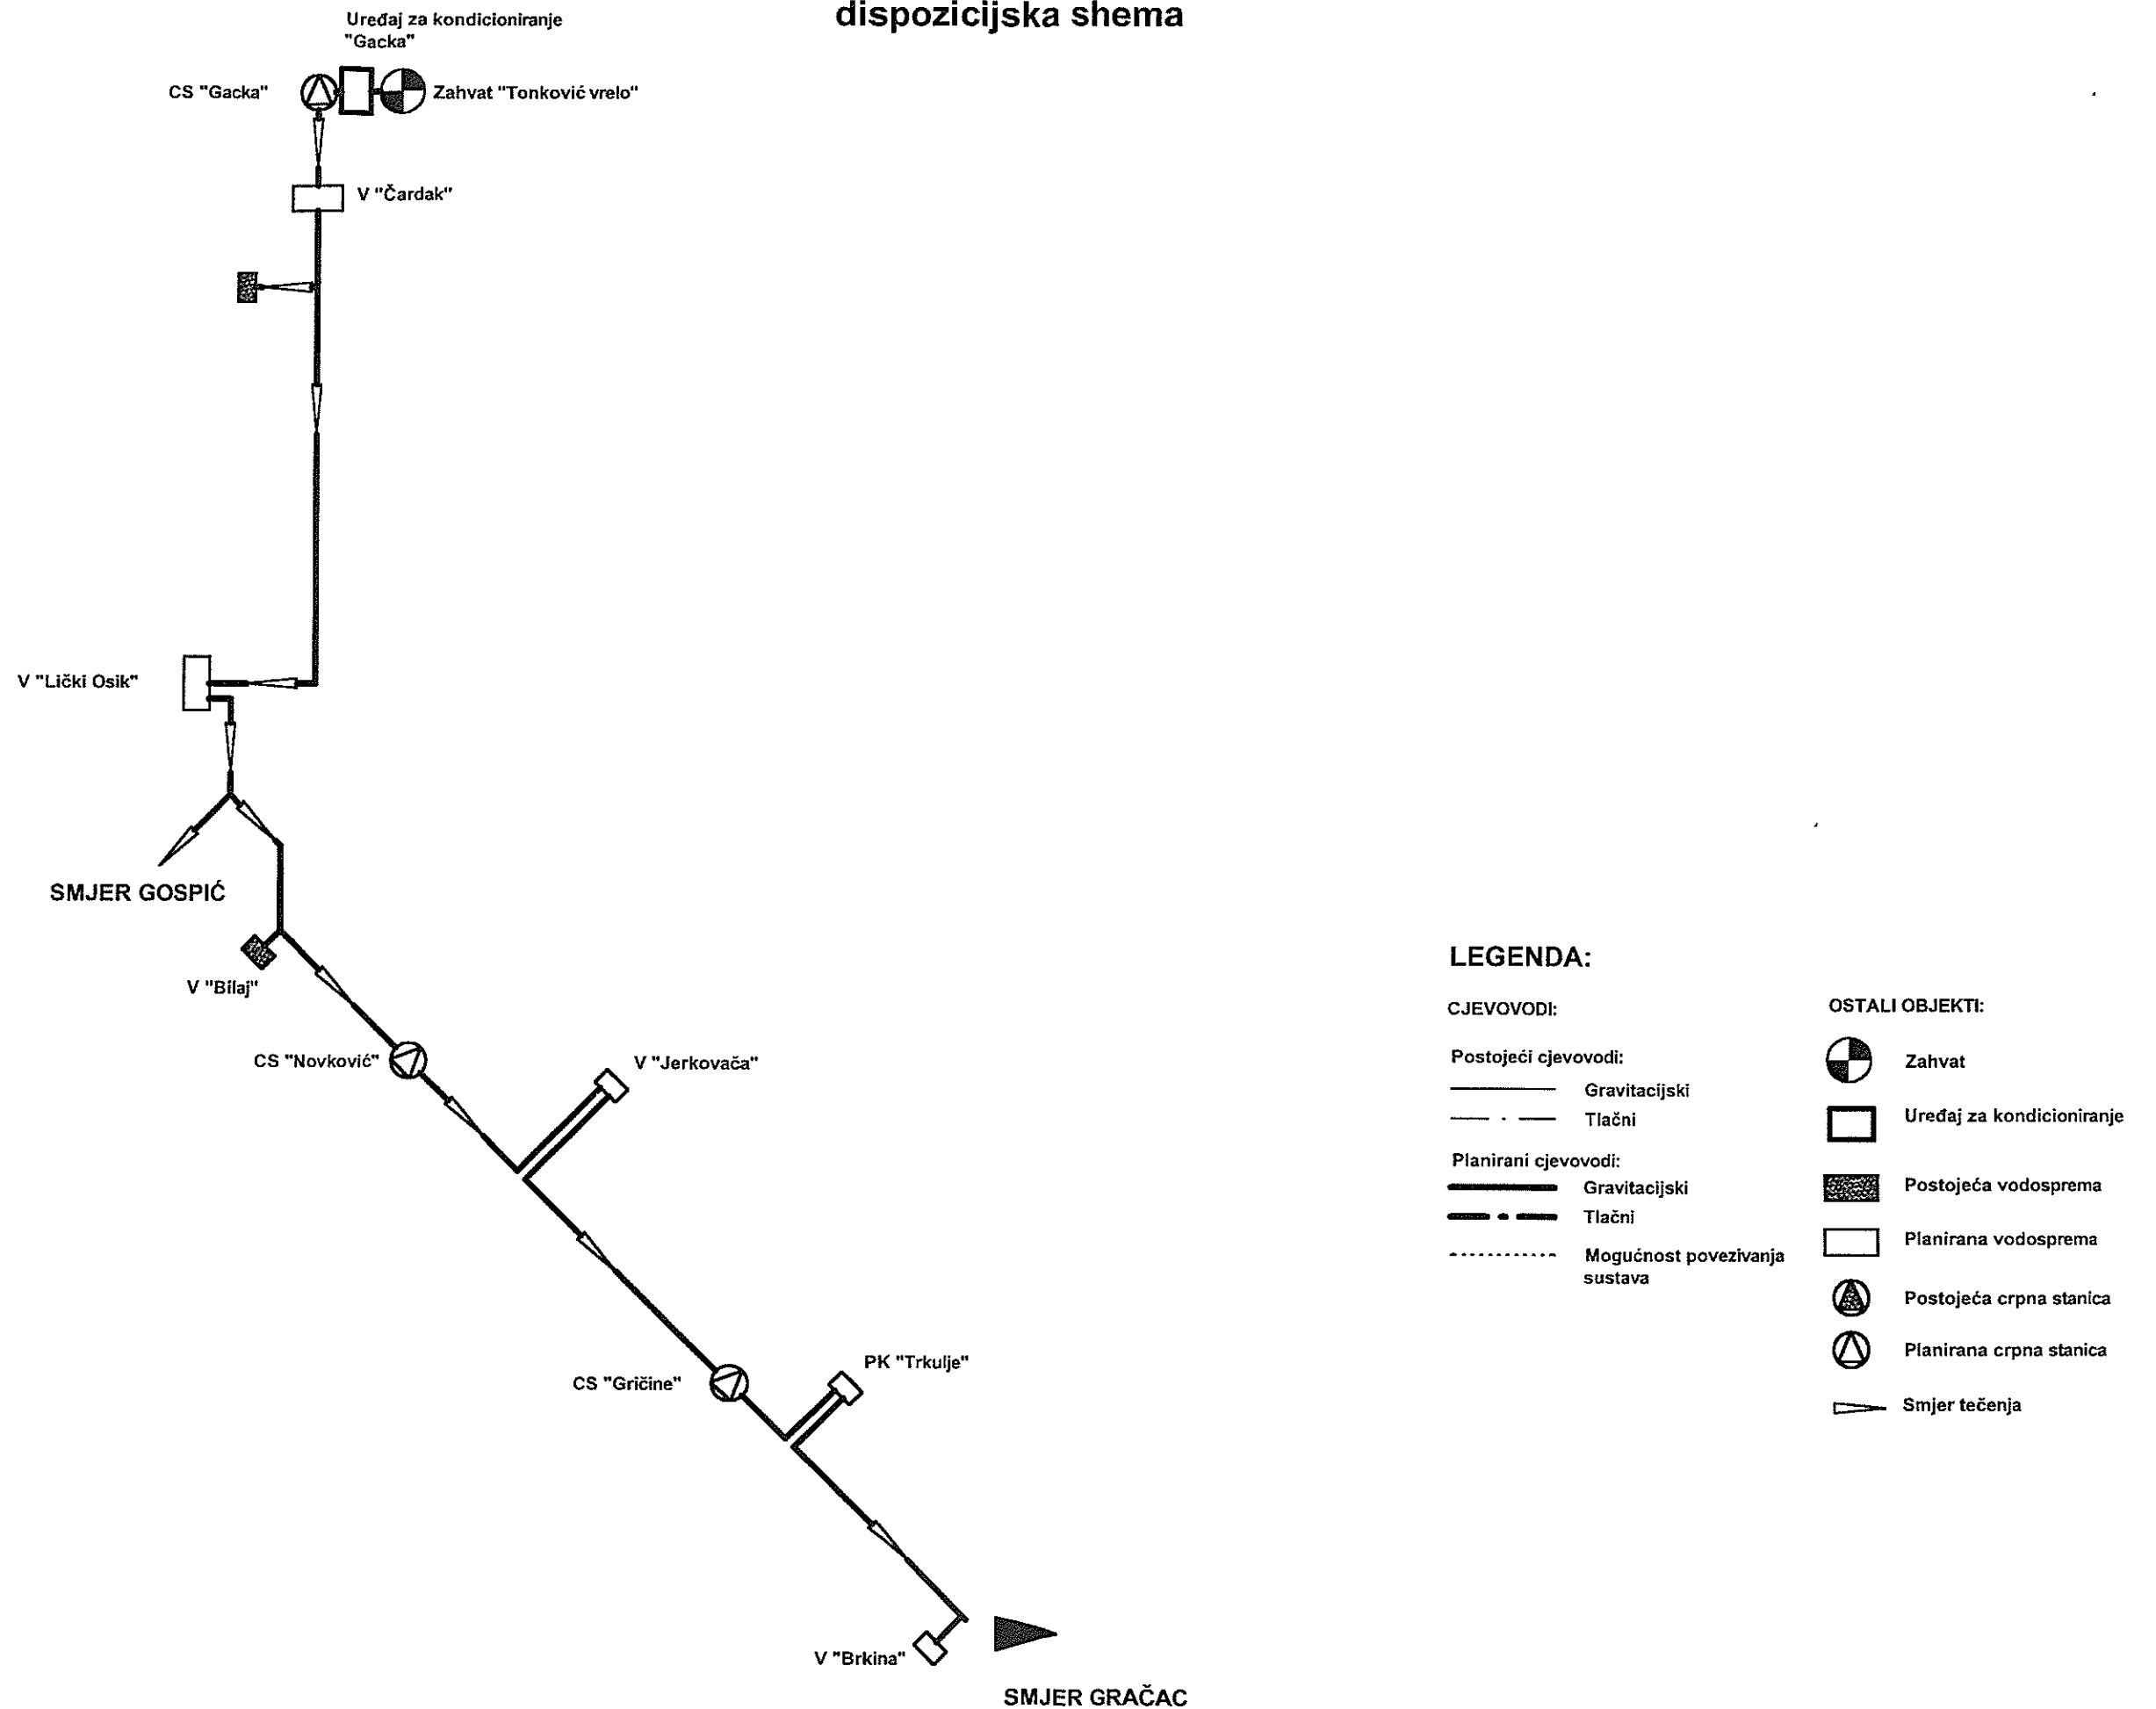 dispozicijska shema
Uređaj za kondicioniranje
"Gacka"
CS "Gacka"
Zahvat "Tonković vrelo"
V "Čardak"
V "Lički Osik"
SMJER GOSPIĆ
V "Bilaj"
CS "Novković"
V "Jerkovača"
CS "Gričine"
PK "Trkulje"
V "Brkina"
SMJER GRAČAC
LEGENDA:
CJEVOVODI:
Postojeći cjevovodi:
Gravitacijski
Tlačni
Planirani cjevovodi:
Gravitacijski
Tlačni
Mogućnost povezivanja
sustava
OSTALI OBJEKTI:
Zahvat
Uređaj za kondicioniranje
Postojeća vodosprema
Planirana vodosprema
Postojeća crpna stanica
Planirana crpna stanica
Smjer tečenja